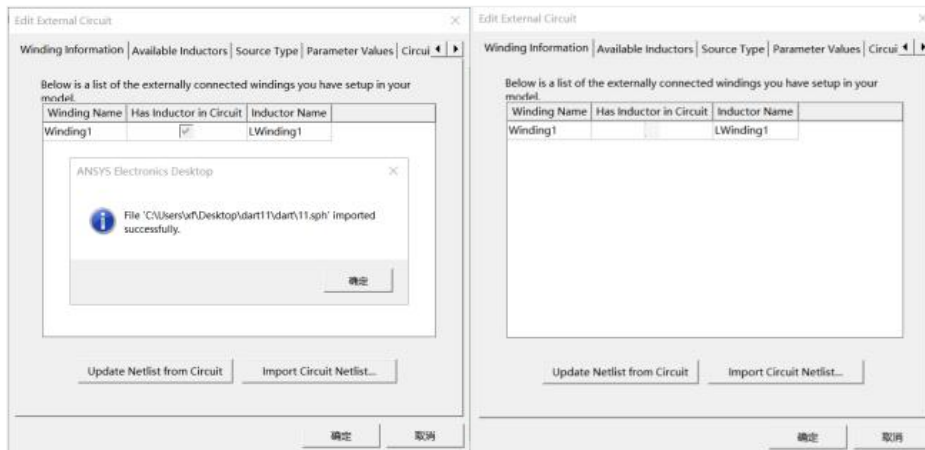 Edit External Circuit
Winding Information Available Inductors Source Type Parameter Values Circui
Below is a list of the externally connected windings you have setup in your
model.
Winding Name Has Inductor in Circuit Inductor Name
Winding1 LWinding1
ANSYS Electronics Desktop
File 'C:\Users\xf\Desktop\dart11\dart\11.sph' imported
successfully.
确定
Update Netlist from Circuit Import Circuit Netlist...
确定 取消
Edit External Circuit
Winding Information Available Inductors Source Type Parameter Values Circui
Below is a list of the externally connected windings you have setup in your
model.
Winding Name Has Inductor in Circuit Inductor Name
Winding1 LWinding1
Update Netlist from Circuit Import Circuit Netlist...
确定 取消